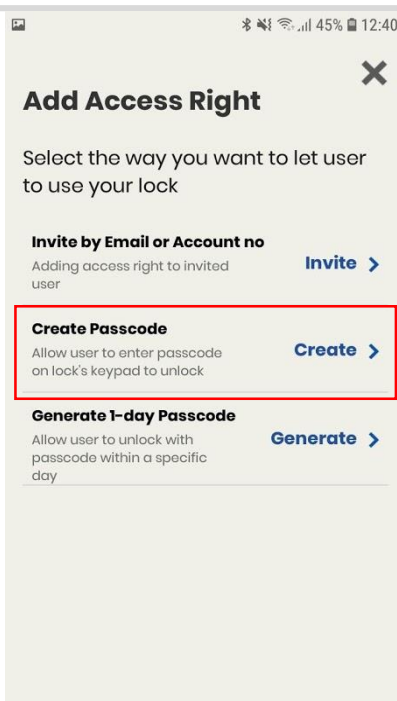 45% 12:40
Add Access Right
Select the way you want to let user
to use your lock
Invite by Email or Account no
Adding access right to invited
user
Invite
Create Passcode
Allow user to enter passcode
on lock's keypad to unlock
Create
Generate 1-day Passcode
Allow user to unlock with
passcode within a specific
day
Generate